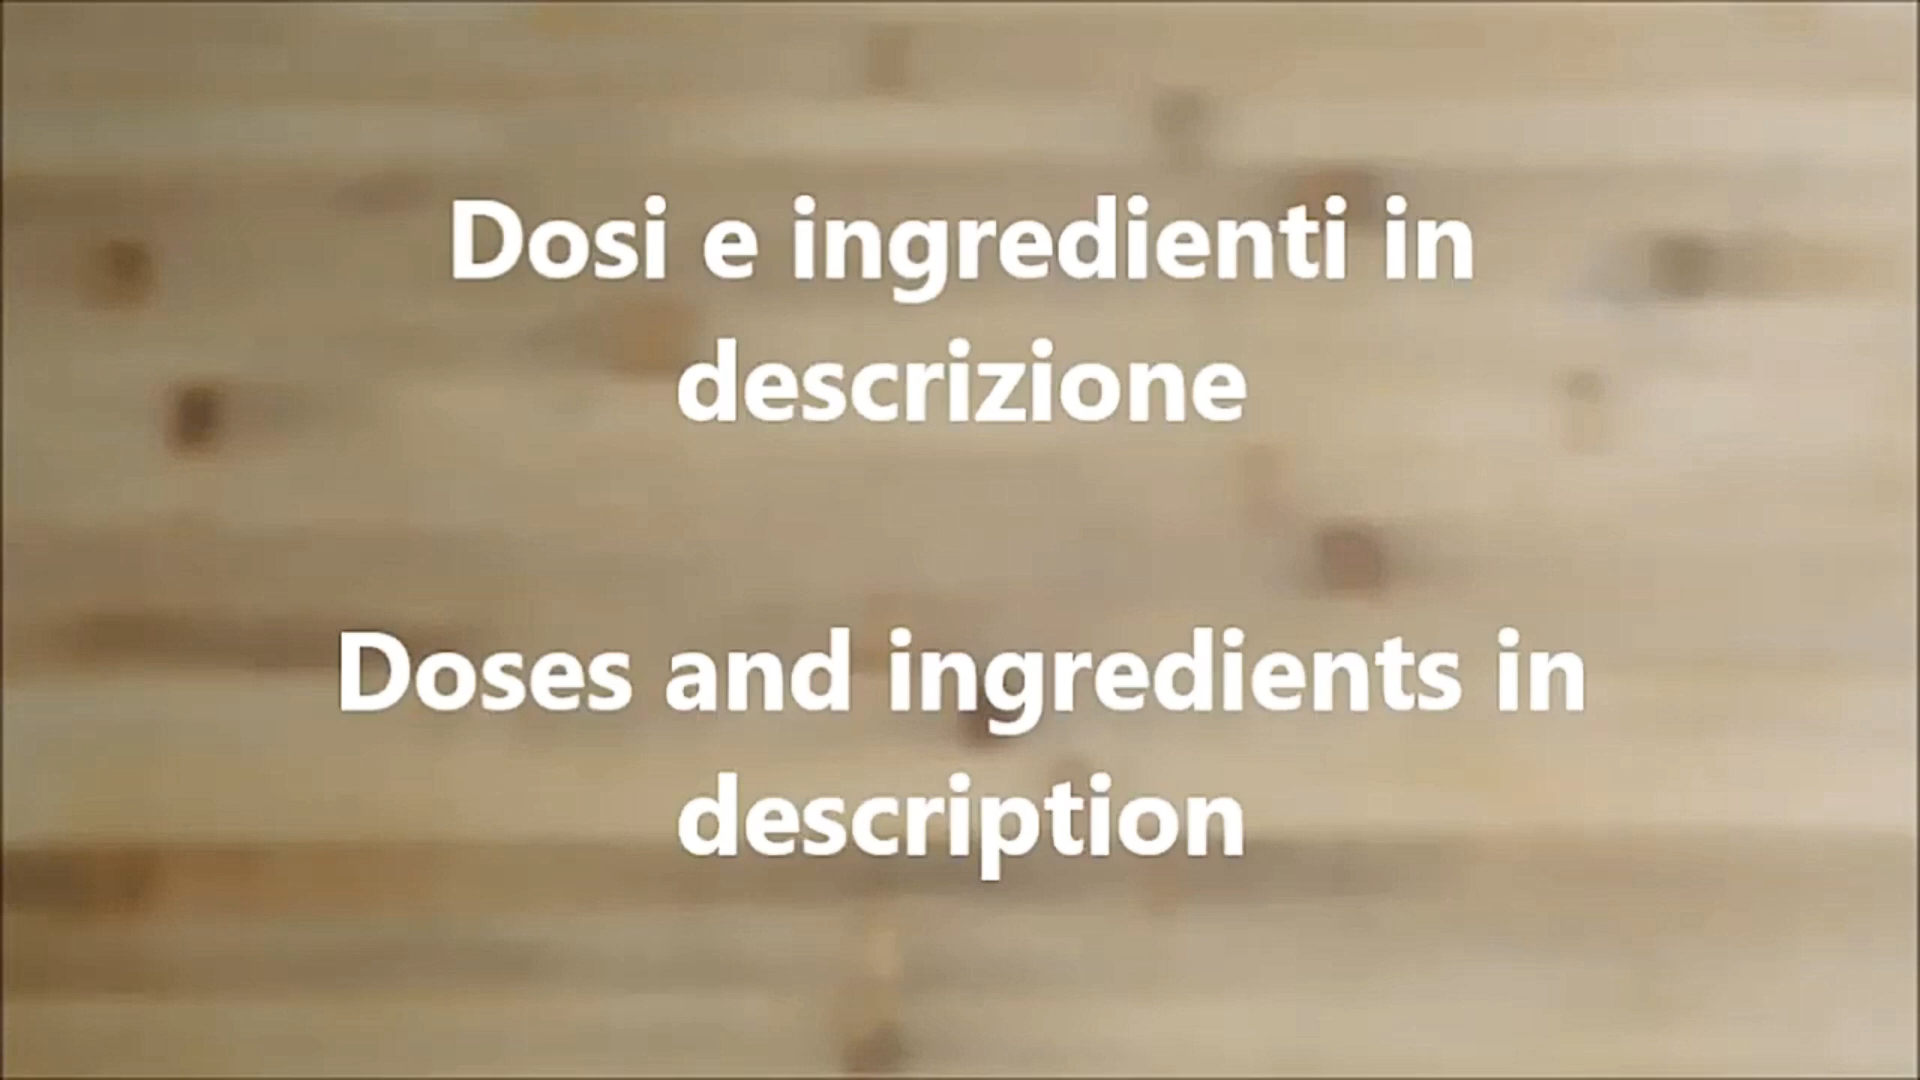 Dosi e ingredienti in
descrizione
Doses and ingredients in
description